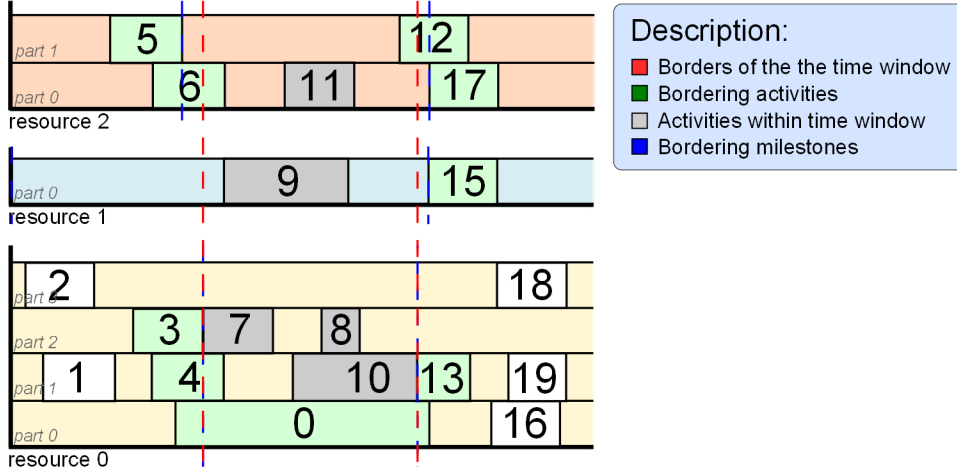 part 1
5
12
part 0
6
11
17
resource 2
part 0
9
15
resource 1
part 3
2
18
part 2
3
7
8
part 1
1
4
10
13
19
part 0
0
16
resource 0
Description:
Borders of the the time window
Bordering activities
Activities within time window
Bordering milestones